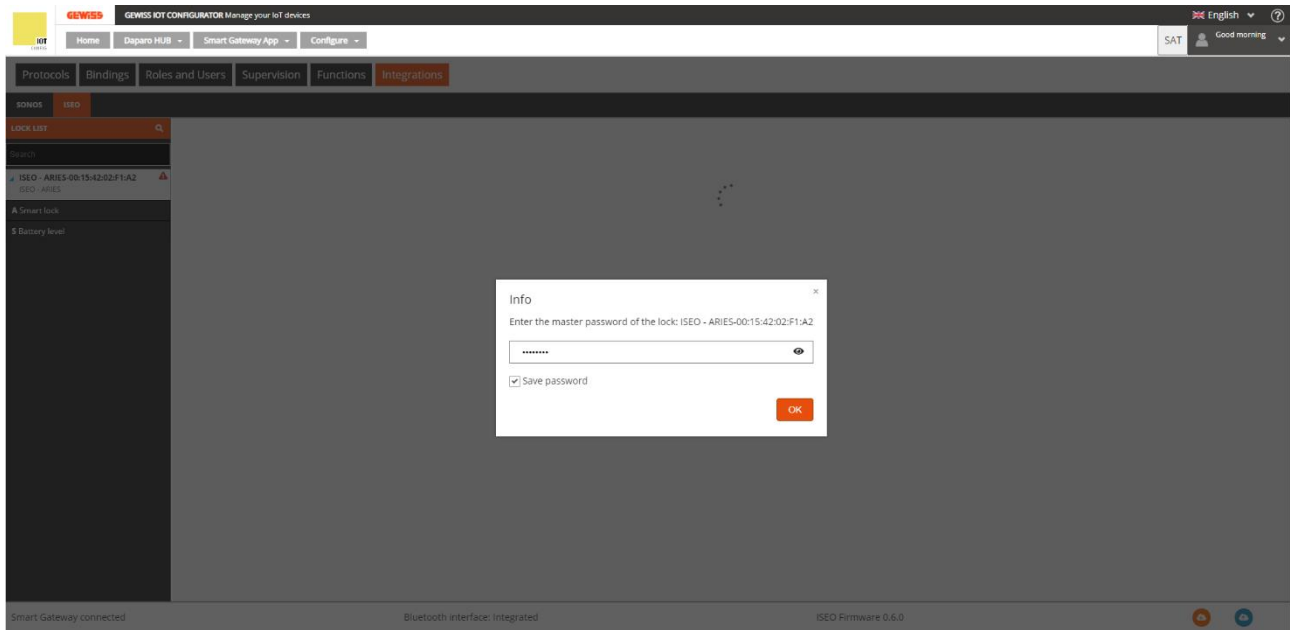 GEWISS GEWISS IOT CONFIGURATOR Manage your IoT devices English
IOT
CONFIG
Home Daparo HUB Smart Gateway App Configure SAT Good morning
Protocols Bindings Roles and Users Supervision Functions Integrations
SONOS ISEO
LOCK LIST
Search
ISEO - ARIES-00:15:42:02:F1:A2
ISEO - ARIES
A Smart lock
S Battery level
Info
Enter the master password of the lock: ISEO - ARIES-00:15:42:02:F1:A2
••••••••
Save password
OK
Smart Gateway connected Bluetooth interface: Integrated ISEO Firmware 0.6.0